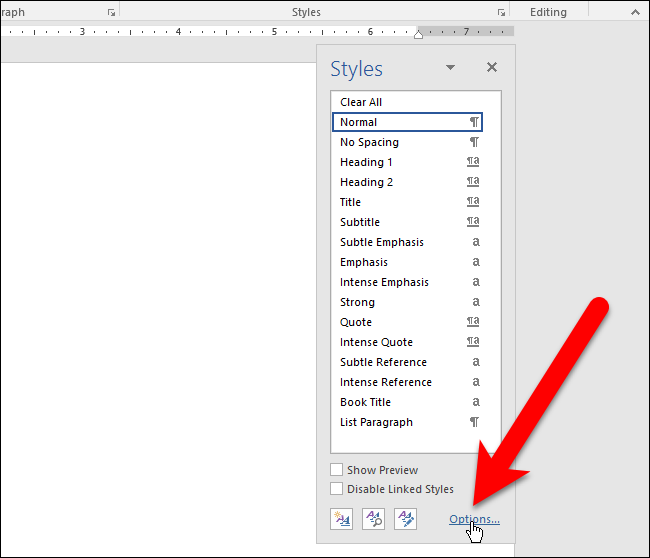 graph Styles Editing
3 4 5 6 7
Styles
Clear All
Normal ¶
No Spacing ¶
Heading 1 ¶a
Heading 2 ¶a
Title ¶a
Subtitle ¶a
Subtle Emphasis a
Emphasis a
Intense Emphasis a
Strong a
Quote ¶a
Intense Quote ¶a
Subtle Reference a
Intense Reference a
Book Title a
List Paragraph ¶
Show Preview
Disable Linked Styles
Options...